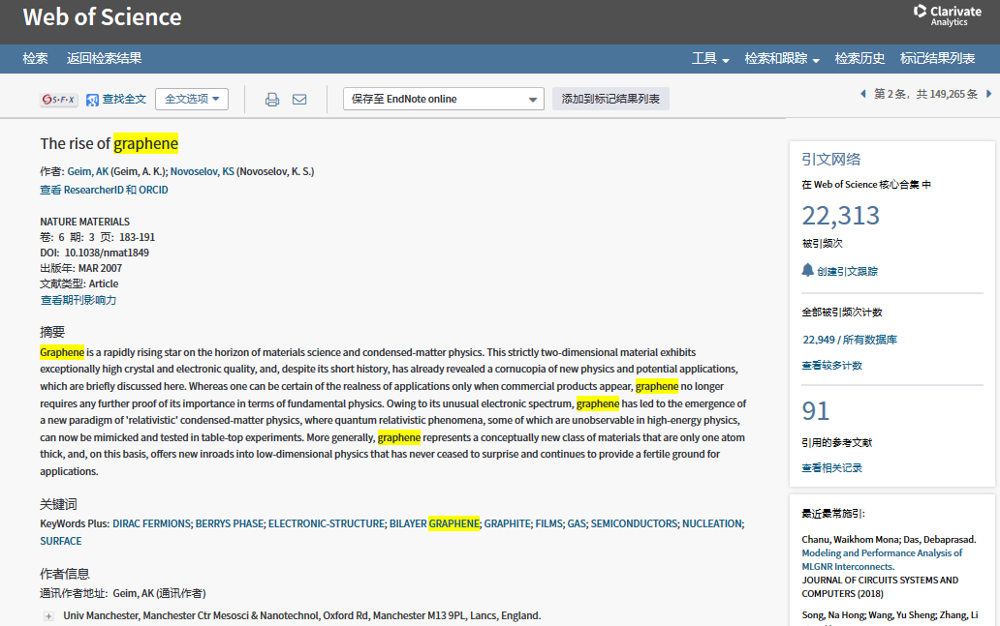 Web of Science
Clarivate
Analytics
检索 返回检索结果 工具 检索和跟踪 检索历史 标记结果列表
S·F·X 查找全文 全文选项 保存至 EndNote online 添加到标记结果列表 第 2 条，共 149,265 条
The rise of graphene
作者: Geim, AK (Geim, A. K.); Novoselov, KS (Novoselov, K. S.)
查看 ResearcherID 和 ORCID
NATURE MATERIALS
卷: 6 期: 3 页: 183-191
DOI: 10.1038/nmat1849
出版年: MAR 2007
文献类型: Article
查看期刊影响力
摘要
Graphene is a rapidly rising star on the horizon of materials science and condensed-matter physics. This strictly two-dimensional material exhibits
exceptionally high crystal and electronic quality, and, despite its short history, has already revealed a cornucopia of new physics and potential applications,
which are briefly discussed here. Whereas one can be certain of the realness of applications only when commercial products appear, graphene no longer
requires any further proof of its importance in terms of fundamental physics. Owing to its unusual electronic spectrum, graphene has led to the emergence of
a new paradigm of 'relativistic' condensed-matter physics, where quantum relativistic phenomena, some of which are unobservable in high-energy physics,
can now be mimicked and tested in table-top experiments. More generally, graphene represents a conceptually new class of materials that are only one atom
thick, and, on this basis, offers new inroads into low-dimensional physics that has never ceased to surprise and continues to provide a fertile ground for
applications.
关键词
KeyWords Plus: DIRAC FERMIONS; BERRYS PHASE; ELECTRONIC-STRUCTURE; BILAYER GRAPHENE; GRAPHITE; FILMS; GAS; SEMICONDUCTORS; NUCLEATION;
SURFACE
作者信息
通讯作者地址: Geim, AK (通讯作者)
Univ Manchester, Manchester Ctr Mesosci & Nanotechnol, Oxford Rd, Manchester M13 9PL, Lancs, England.
引文网络
在 Web of Science 核心合集 中
22,313
被引频次
创建引文跟踪
全部被引频次计数
22,949 / 所有数据库
查看较多计数
91
引用的参考文献
查看相关记录
最近最常施引:
Chanu, Waikhom Mona; Das, Debaprasad.
Modeling and Performance Analysis of
MLGNR Interconnects.
JOURNAL OF CIRCUITS SYSTEMS AND
COMPUTERS (2018)
Song, Na Hong; Wang, Yu Sheng; Zhang, Li